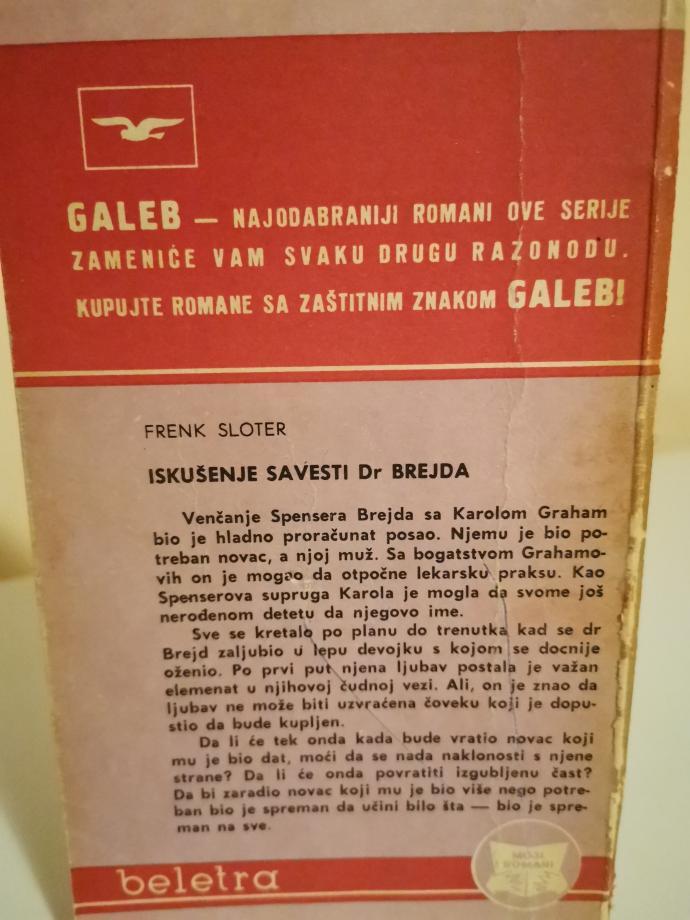 GALEB — NAJODABRANIJI ROMANI OVE SERIJE
ZAMENIĆE VAM SVAKU DRUGU RAZONODU.
KUPUJTE ROMANE SA ZAŠTITNIM ZNAKOM GALEB!
FRENK SLOTER
ISKUŠENJE SAVESTI Dr BREJDA
Venčanje Spensera Brejda sa Karolom Graham
bio je hladno proračunat posao. Njemu je bio po-
treban novac, a njoj muž. Sa bogatstvom Grahamo-
vih on je mogao da otpočne lekarsku praksu. Kao
Spenserova supruga Karola je mogla da svome još
nerođenom detetu da njegovo ime.
Sve se kretalo po planu do trenutka kad se dr
Brejd zaljubio u lepu devojku s kojom se docnije
oženio. Po prvi put njena ljubav postala je važan
elemenat u njihovoj čudnoj vezi. Ali, on je znao da
ljubav ne može biti uzvraćena čoveku koji je dopu-
stio da bude kupljen.
Da li će tek onda kada bude vratio novac koji
mu je bio dat, moći da se nada naklonosti s njene
strane? Da li će onda povratiti izgubljenu čast?
Da bi zaradio novac koji mu je bio više nego potre-
ban bio je spreman da učini bilo šta — bio je spre-
man na sve.
beletra
MOJI
I ROMANI